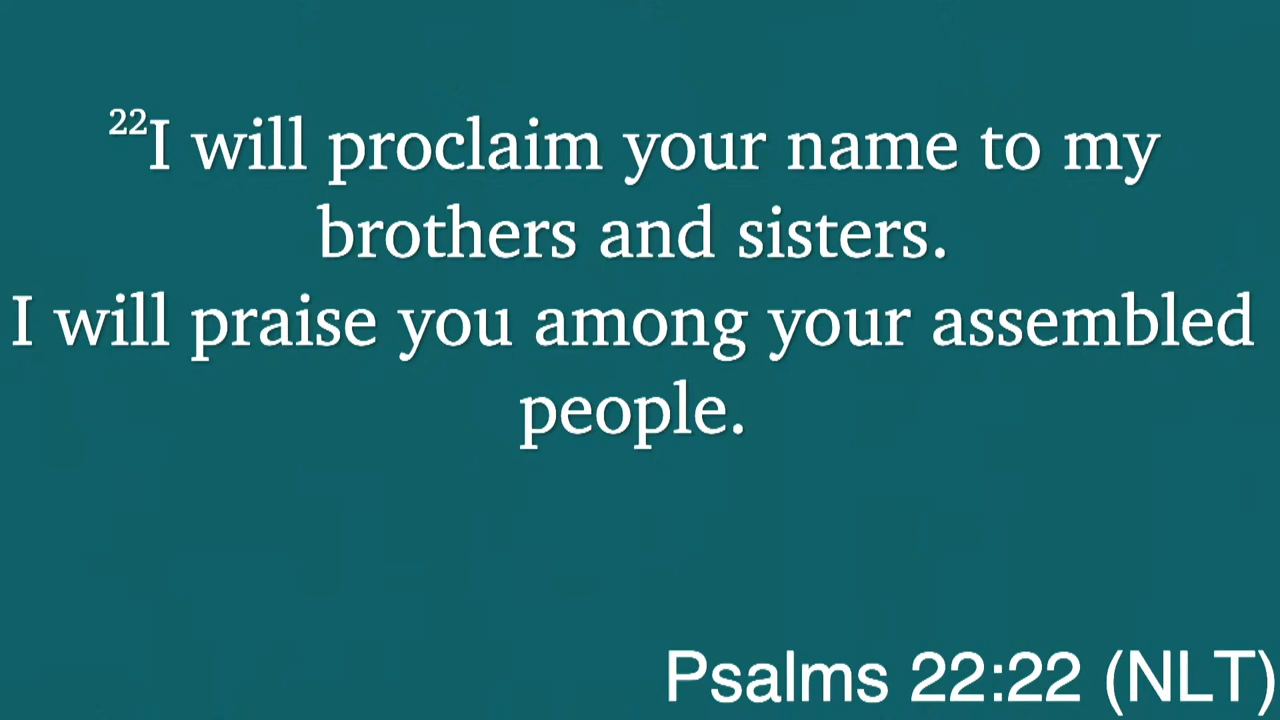 22I will proclaim your name to my
brothers and sisters.
I will praise you among your assembled
people.
Psalms 22:22 (NLT)